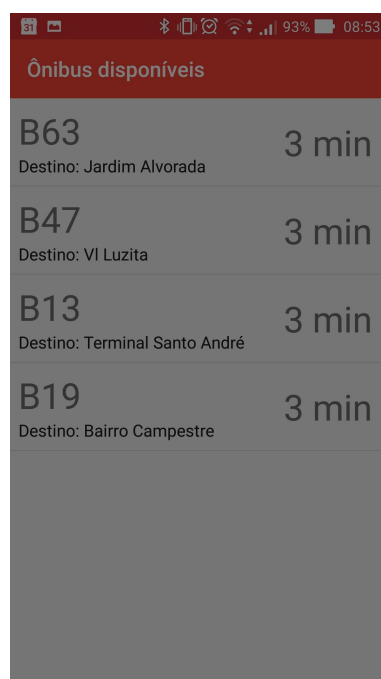 31 93% 08:53
Ônibus disponíveis
B63 3 min
Destino: Jardim Alvorada
B47 3 min
Destino: Vl Luzita
B13 3 min
Destino: Terminal Santo André
B19 3 min
Destino: Bairro Campestre